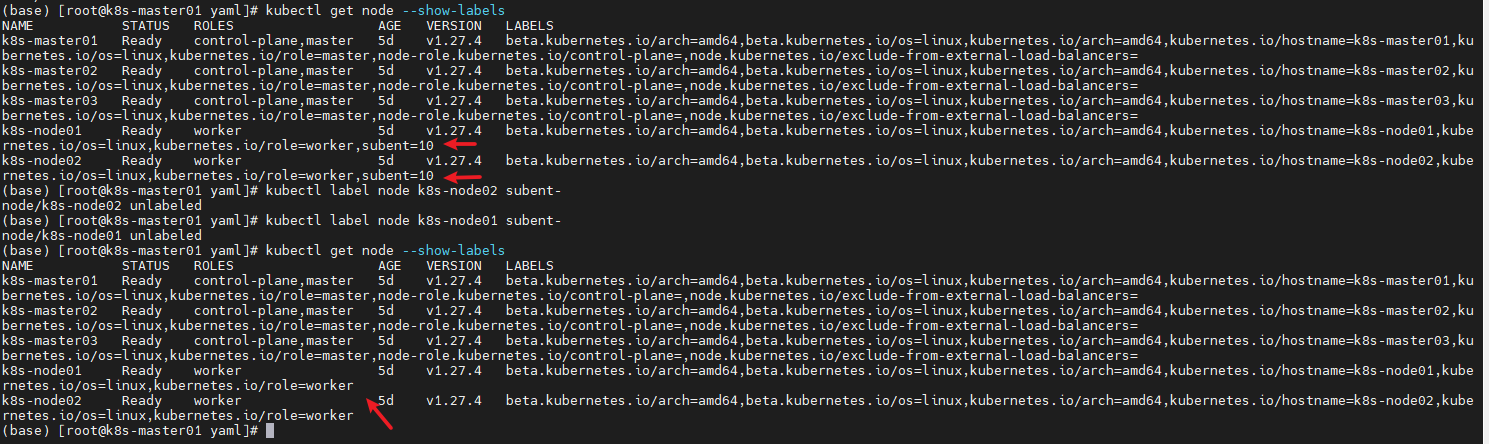 (base) [root@k8s-master01 yaml]# kubectl get node --show-labels
NAME           STATUS   ROLES                  AGE   VERSION   LABELS
k8s-master01   Ready    control-plane,master   5d    v1.27.4   beta.kubernetes.io/arch=amd64,beta.kubernetes.io/os=linux,kubernetes.io/arch=amd64,kubernetes.io/hostname=k8s-master01,ku
bernetes.io/os=linux,kubernetes.io/role=master,node-role.kubernetes.io/control-plane=,node.kubernetes.io/exclude-from-external-load-balancers=
k8s-master02   Ready    control-plane,master   5d    v1.27.4   beta.kubernetes.io/arch=amd64,beta.kubernetes.io/os=linux,kubernetes.io/arch=amd64,kubernetes.io/hostname=k8s-master02,ku
bernetes.io/os=linux,kubernetes.io/role=master,node-role.kubernetes.io/control-plane=,node.kubernetes.io/exclude-from-external-load-balancers=
k8s-master03   Ready    control-plane,master   5d    v1.27.4   beta.kubernetes.io/arch=amd64,beta.kubernetes.io/os=linux,kubernetes.io/arch=amd64,kubernetes.io/hostname=k8s-master03,ku
bernetes.io/os=linux,kubernetes.io/role=master,node-role.kubernetes.io/control-plane=,node.kubernetes.io/exclude-from-external-load-balancers=
k8s-node01     Ready    worker                 5d    v1.27.4   beta.kubernetes.io/arch=amd64,beta.kubernetes.io/os=linux,kubernetes.io/arch=amd64,kubernetes.io/hostname=k8s-node01,kube
rnetes.io/os=linux,kubernetes.io/role=worker,subent=10
k8s-node02     Ready    worker                 5d    v1.27.4   beta.kubernetes.io/arch=amd64,beta.kubernetes.io/os=linux,kubernetes.io/arch=amd64,kubernetes.io/hostname=k8s-node02,kube
rnetes.io/os=linux,kubernetes.io/role=worker,subent=10
(base) [root@k8s-master01 yaml]# kubectl label node k8s-node02 subent-
node/k8s-node02 unlabeled
(base) [root@k8s-master01 yaml]# kubectl label node k8s-node01 subent-
node/k8s-node01 unlabeled
(base) [root@k8s-master01 yaml]# kubectl get node --show-labels
NAME           STATUS   ROLES                  AGE   VERSION   LABELS
k8s-master01   Ready    control-plane,master   5d    v1.27.4   beta.kubernetes.io/arch=amd64,beta.kubernetes.io/os=linux,kubernetes.io/arch=amd64,kubernetes.io/hostname=k8s-master01,ku
bernetes.io/os=linux,kubernetes.io/role=master,node-role.kubernetes.io/control-plane=,node.kubernetes.io/exclude-from-external-load-balancers=
k8s-master02   Ready    control-plane,master   5d    v1.27.4   beta.kubernetes.io/arch=amd64,beta.kubernetes.io/os=linux,kubernetes.io/arch=amd64,kubernetes.io/hostname=k8s-master02,ku
bernetes.io/os=linux,kubernetes.io/role=master,node-role.kubernetes.io/control-plane=,node.kubernetes.io/exclude-from-external-load-balancers=
k8s-master03   Ready    control-plane,master   5d    v1.27.4   beta.kubernetes.io/arch=amd64,beta.kubernetes.io/os=linux,kubernetes.io/arch=amd64,kubernetes.io/hostname=k8s-master03,ku
bernetes.io/os=linux,kubernetes.io/role=master,node-role.kubernetes.io/control-plane=,node.kubernetes.io/exclude-from-external-load-balancers=
k8s-node01     Ready    worker                 5d    v1.27.4   beta.kubernetes.io/arch=amd64,beta.kubernetes.io/os=linux,kubernetes.io/arch=amd64,kubernetes.io/hostname=k8s-node01,kube
rnetes.io/os=linux,kubernetes.io/role=worker
k8s-node02     Ready    worker                 5d    v1.27.4   beta.kubernetes.io/arch=amd64,beta.kubernetes.io/os=linux,kubernetes.io/arch=amd64,kubernetes.io/hostname=k8s-node02,kube
rnetes.io/os=linux,kubernetes.io/role=worker
(base) [root@k8s-master01 yaml]#